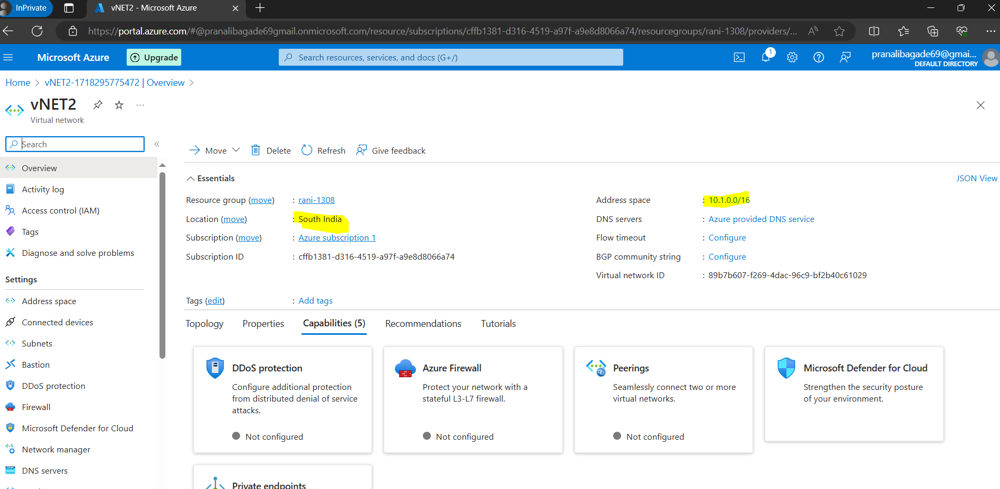 InPrivate
vNET2 - Microsoft Azure
https://portal.azure.com/#@pranalibagade69gmail.onmicrosoft.com/resource/subscriptions/cffb1381-d316-4519-a97f-a9e8d8066a74/resourcegroups/rani-1308/providers/...
Microsoft Azure
Upgrade
Search resources, services, and docs (G+/)
1
pranalibagade69@gmai...
DEFAULT DIRECTORY
Home > vNET2-1718295775472 | Overview >
vNET2
Virtual network
Search
Move
Delete
Refresh
Give feedback
Overview
Activity log
Access control (IAM)
Tags
Diagnose and solve problems
Settings
Address space
Connected devices
Subnets
Bastion
DDoS protection
Firewall
Microsoft Defender for Cloud
Network manager
DNS servers
Essentials
JSON View
Resource group (move) : rani-1308
Location (move) : South India
Subscription (move) : Azure subscription 1
Subscription ID : cffb1381-d316-4519-a97f-a9e8d8066a74
Address space : 10.1.0.0/16
DNS servers : Azure provided DNS service
Flow timeout : Configure
BGP community string : Configure
Virtual network ID : 89b7b607-f269-4dac-96c9-bf2b40c61029
Tags (edit) : Add tags
Topology
Properties
Capabilities (5)
Recommendations
Tutorials
DDoS protection
Configure additional protection
from distributed denial of service
attacks.
Not configured
Azure Firewall
Protect your network with a
stateful L3-L7 firewall.
Not configured
Peerings
Seamlessly connect two or more
virtual networks.
Not configured
Microsoft Defender for Cloud
Strengthen the security posture
of your environment.
Private endpoints